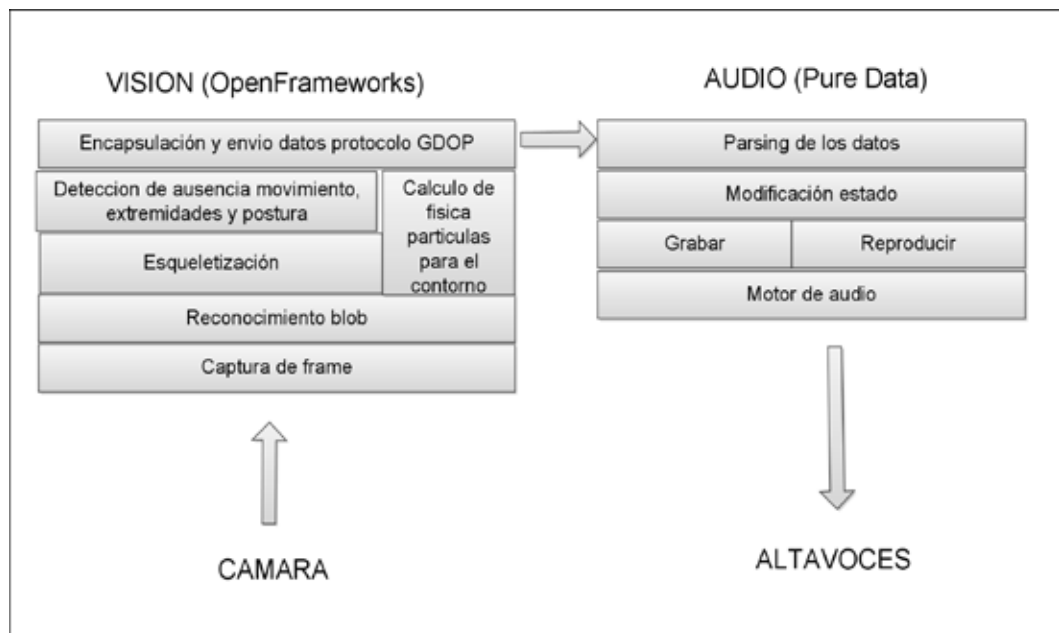 VISION (OpenFrameworks)
Encapsulación y envio datos protocolo GDOP
Deteccion de ausencia movimiento,
extremidades y postura
Calculo de
fisica
particulas
para el
contorno
Esqueletización
Reconocimiento blob
Captura de frame
CAMARA
AUDIO (Pure Data)
Parsing de los datos
Modificación estado
Grabar
Reproducir
Motor de audio
ALTAVOCES